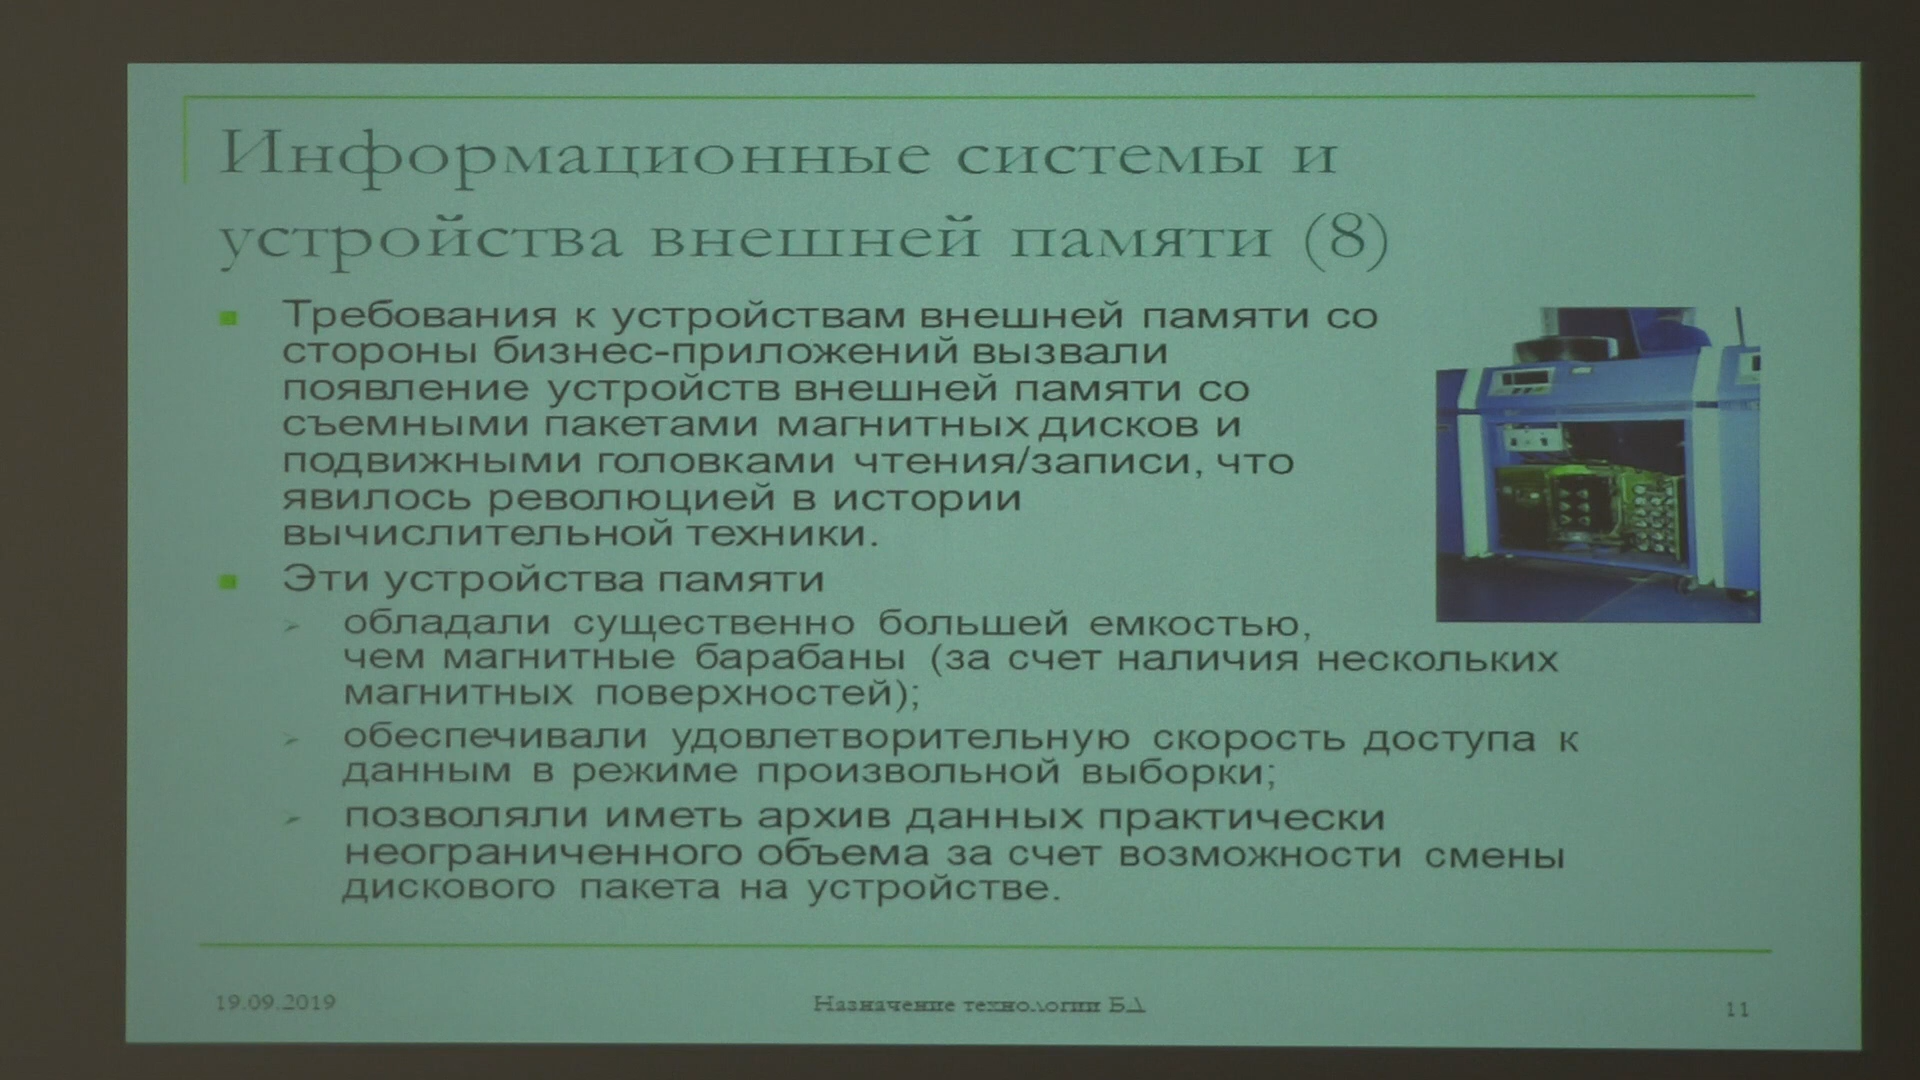 Информационные системы и
устройства внешней памяти (8)
Требования к устройствам внешней памяти со
стороны бизнес-приложений вызвали
появление устройств внешней памяти со
съемными пакетами магнитных дисков и
подвижными головками чтения/записи, что
явилось революцией в истории
вычислительной техники.
Эти устройства памяти
обладали существенно большей емкостью,
чем магнитные барабаны (за счет наличия нескольких
магнитных поверхностей);
обеспечивали удовлетворительную скорость доступа к
данным в режиме произвольной выборки;
позволяли иметь архив данных практически
неограниченного объема за счет возможности смены
дискового пакета на устройстве.
19.09.2019
Назначение технологии БД
11